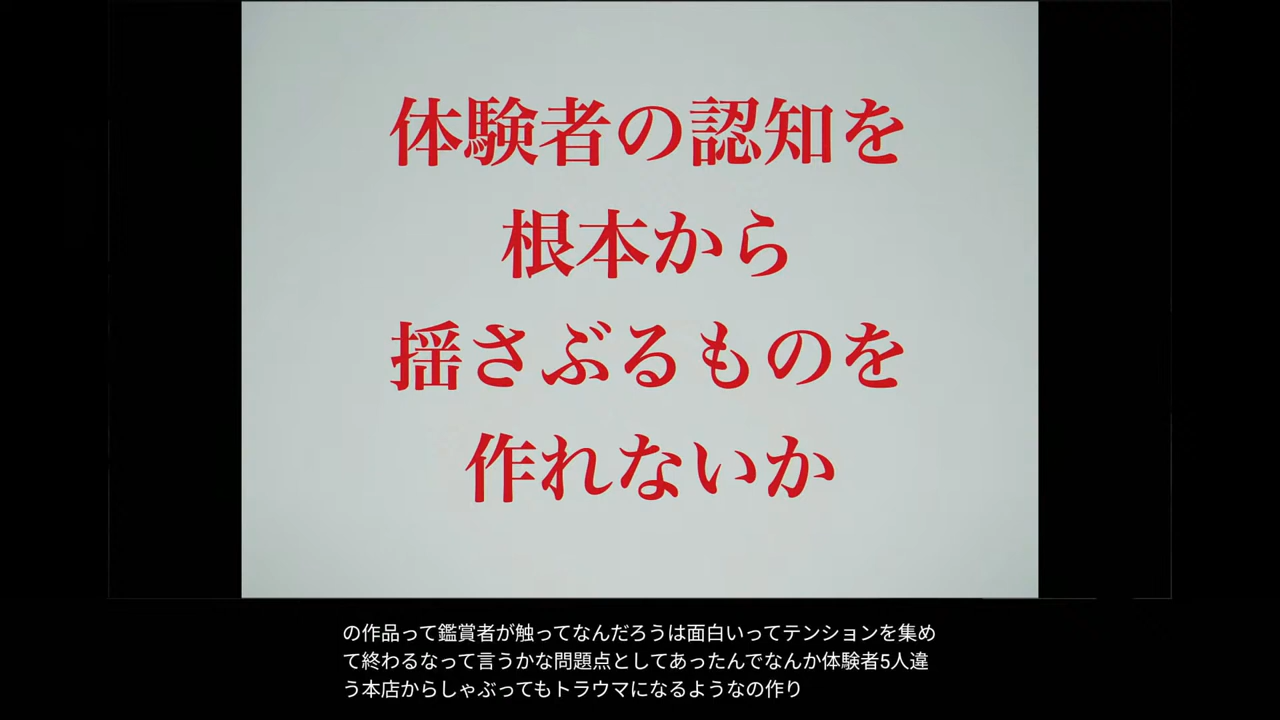 体験者の認知を
根本から
揺さぶるものを
作れないか
の作品って鑑賞者が触ってなんだろうは面白いってテンションを集め
て終わるなって言うかな問題点としてあったんでなんか体験者5人違
う本店からしゃぶってもトラウマになるようなの作り